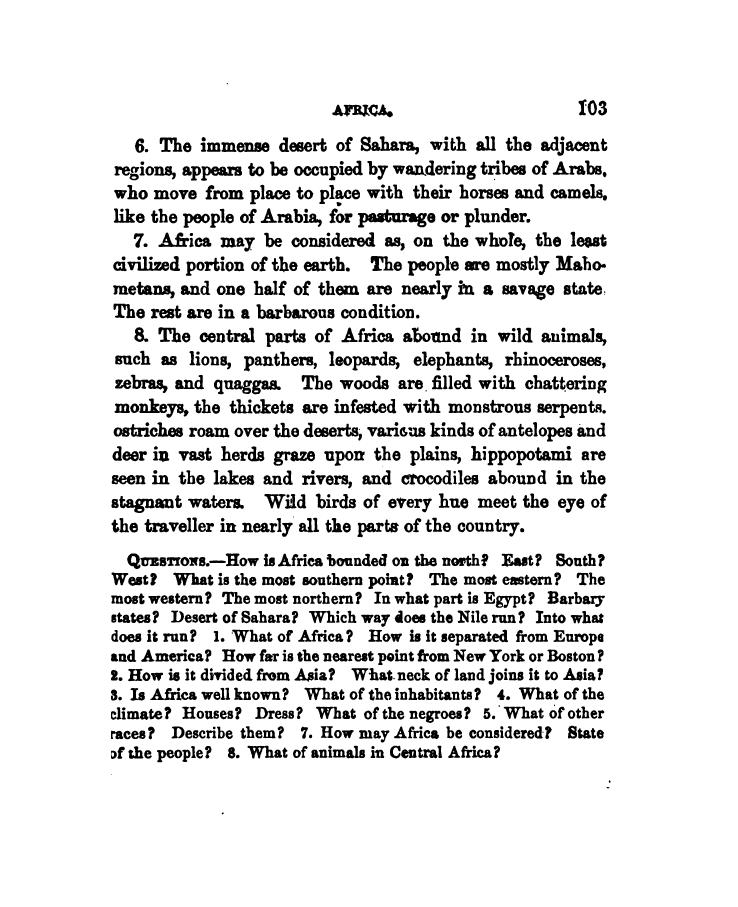 AFRICA. 103
6. The immense desert of Sahara, with all the adjacent
regions, appears to be occupied by wandering tribes of Arabs,
who move from place to place with their horses and camels,
like the people of Arabia, for pasturage or plunder.
7. Africa may be considered as, on the whole, the least
civilized portion of the earth. The people are mostly Maho-
metans, and one half of them are nearly in a savage state.
The rest are in a barbarous condition.
8. The central parts of Africa abound in wild animals,
such as lions, panthers, leopards, elephants, rhinoceroses,
zebras, and quaggas. The woods are filled with chattering
monkeys, the thickets are infested with monstrous serpents.
ostriches roam over the deserts, various kinds of antelopes and
deer in vast herds graze upon the plains, hippopotami are
seen in the lakes and rivers, and crocodiles abound in the
stagnant waters. Wild birds of every hue meet the eye of
the traveller in nearly all the parts of the country.
QUESTIONS.—How is Africa bounded on the north? East? South?
West? What is the most southern point? The most eastern? The
most western? The most northern? In what part is Egypt? Barbary
states? Desert of Sahara? Which way does the Nile run? Into what
does it run? 1. What of Africa? How is it separated from Europe
and America? How far is the nearest point from New York or Boston?
2. How is it divided from Asia? What neck of land joins it to Asia?
3. Is Africa well known? What of the inhabitants? 4. What of the
climate? Houses? Dress? What of the negroes? 5. What of other
races? Describe them? 7. How may Africa be considered? State
of the people? 8. What of animals in Central Africa?